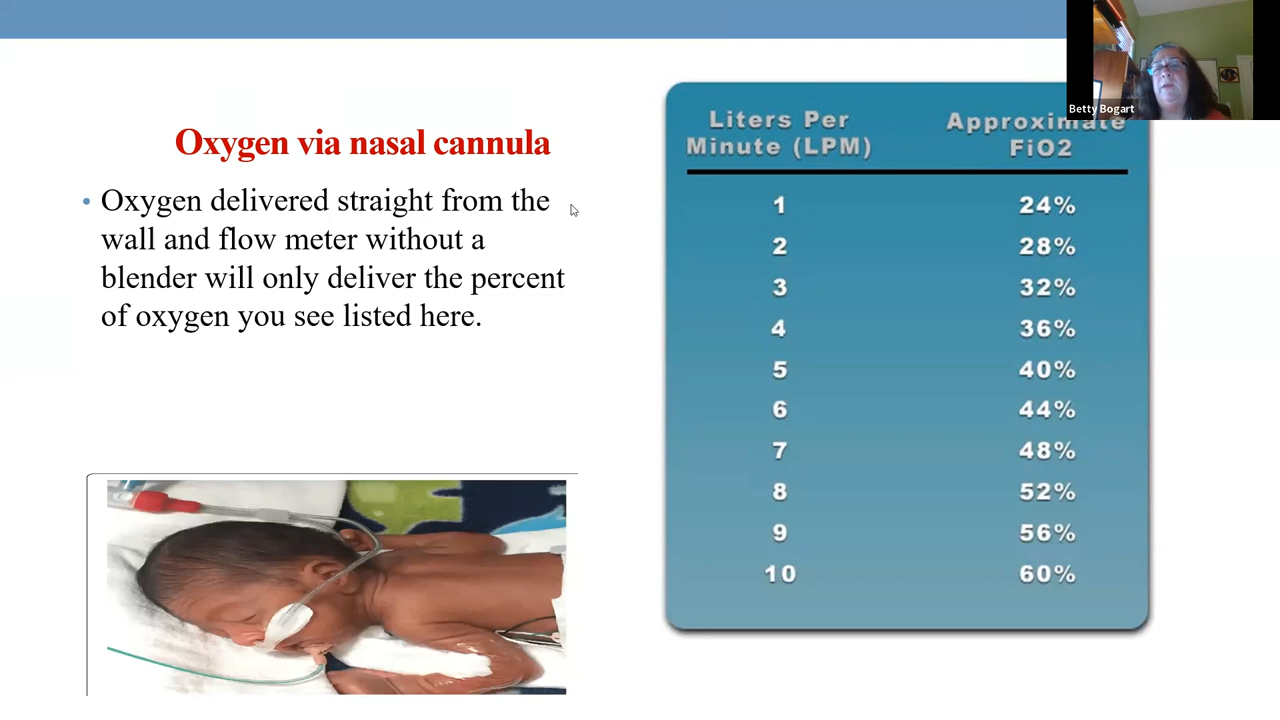 Betty Bogart
Oxygen via nasal cannula
• Oxygen delivered straight from the
wall and flow meter without a
blender will only deliver the percent
of oxygen you see listed here.
Liters Per Approximate
Minute (LPM) FiO2
1 24%
2 28%
3 32%
4 36%
5 40%
6 44%
7 48%
8 52%
9 56%
10 60%